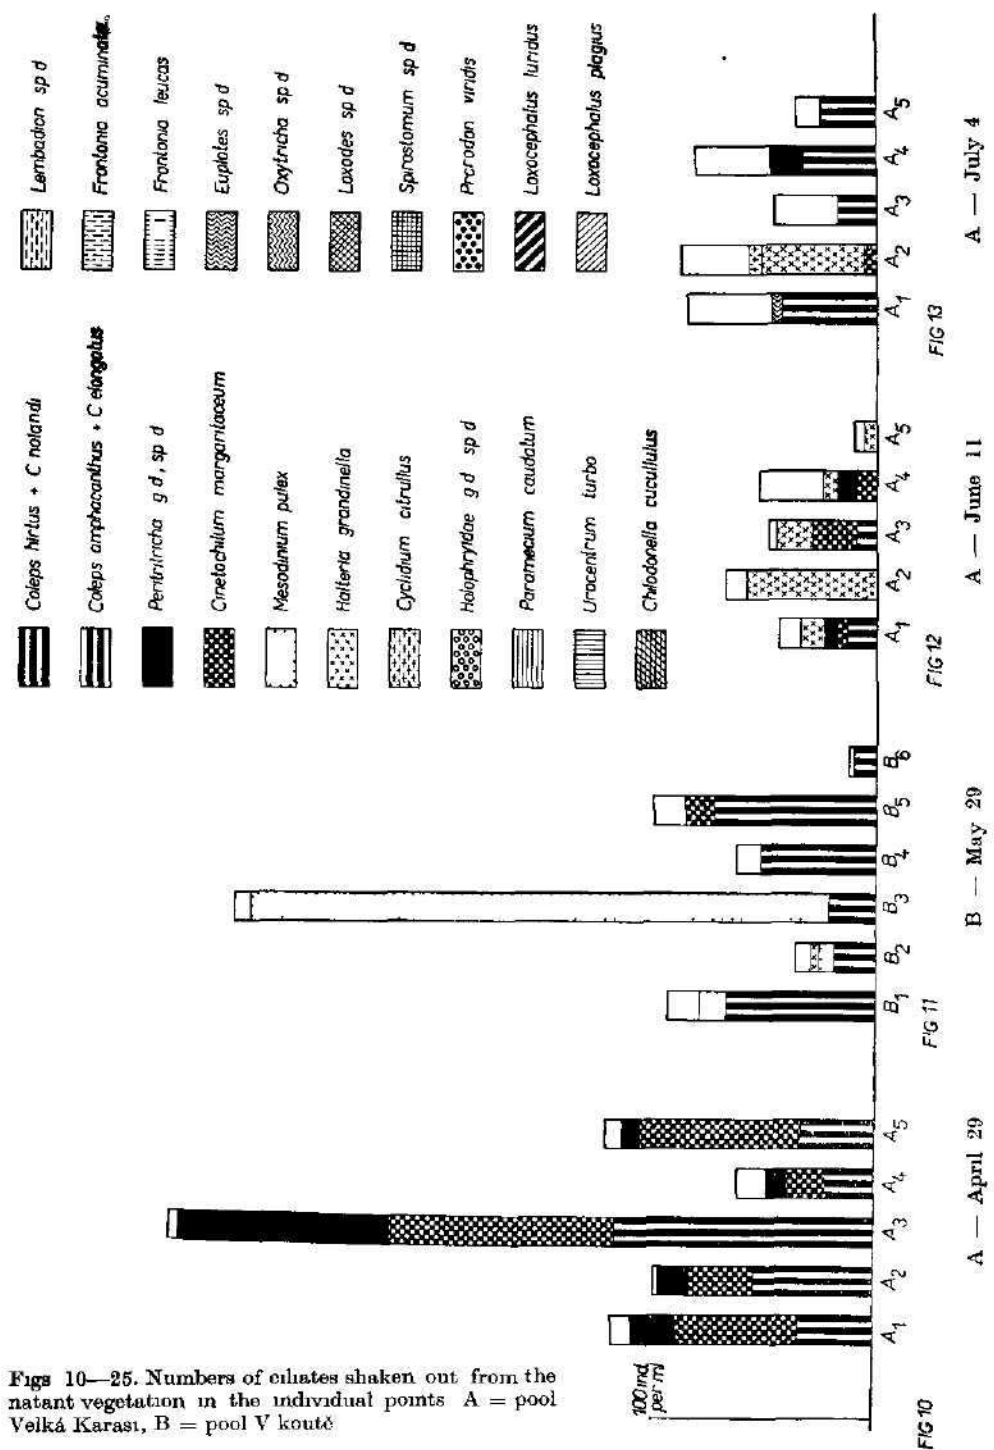 Coleps hirtus + C nolandi
Coleps amphacanthus + C elongatus
Peritricha g d, sp d
Cinetochilum margaritaceum
Mesodinium pulex
Halteria grandinella
Cyclidium citrullus
Holophryidae g d sp d
Paramecium caudatum
Urocentrum turbo
Chilodonella cucullulus
Lembadion sp d
Frontonia acuminata
Frontonia leucas
Euplotes sp d
Oxytricha sp d
Loxodes sp d
Spirostomum sp d
Prorodon viridis
Loxocephalus luridus
Loxocephalus plagius
100 ind.
per ml
A1 A2 A3 A4 A5
FIG 10
A — April 29
B1 B2 B3 B4 B5 B6
FIG 11
B — May 29
A1 A2 A3 A4 A5
FIG 12
A — June 11
A1 A2 A3 A4 A5
FIG 13
A — July 4
Figs 10—25. Numbers of ciliates shaken out from the
natant vegetation in the individual points A = pool
Velká Karasí, B = pool V koutě